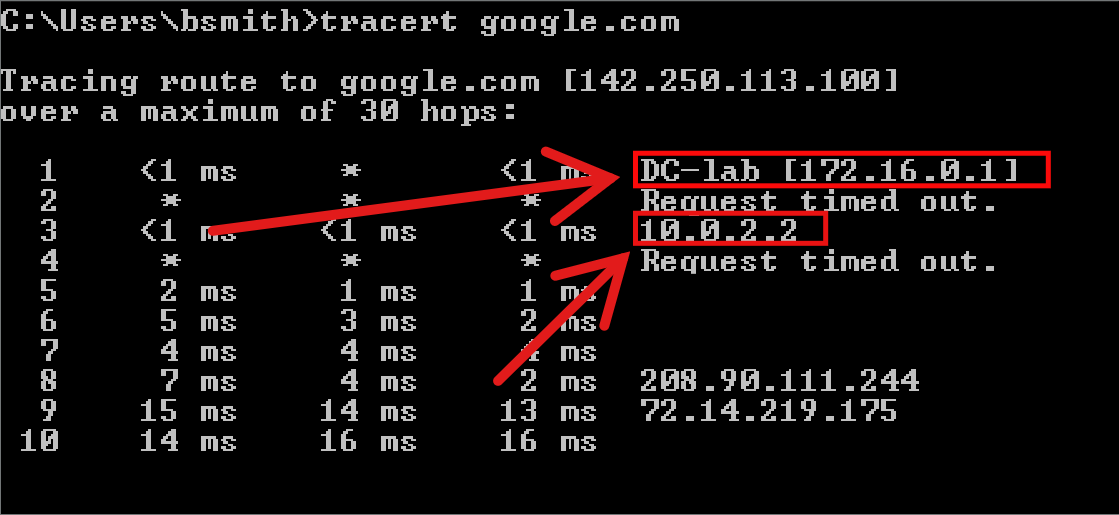 C:\Users\bsmith>tracert google.com
Tracing route to google.com [142.250.113.100]
over a maximum of 30 hops:
1 <1 ms * <1 ms DC-lab [172.16.0.1]
2 * * * Request timed out.
3 <1 ms <1 ms <1 ms 10.0.2.2
4 * * * Request timed out.
5 2 ms 1 ms 1 ms
6 5 ms 3 ms 2 ms
7 4 ms 4 ms 4 ms
8 7 ms 4 ms 2 ms 208.90.111.244
9 15 ms 14 ms 13 ms 72.14.219.175
10 14 ms 16 ms 16 ms